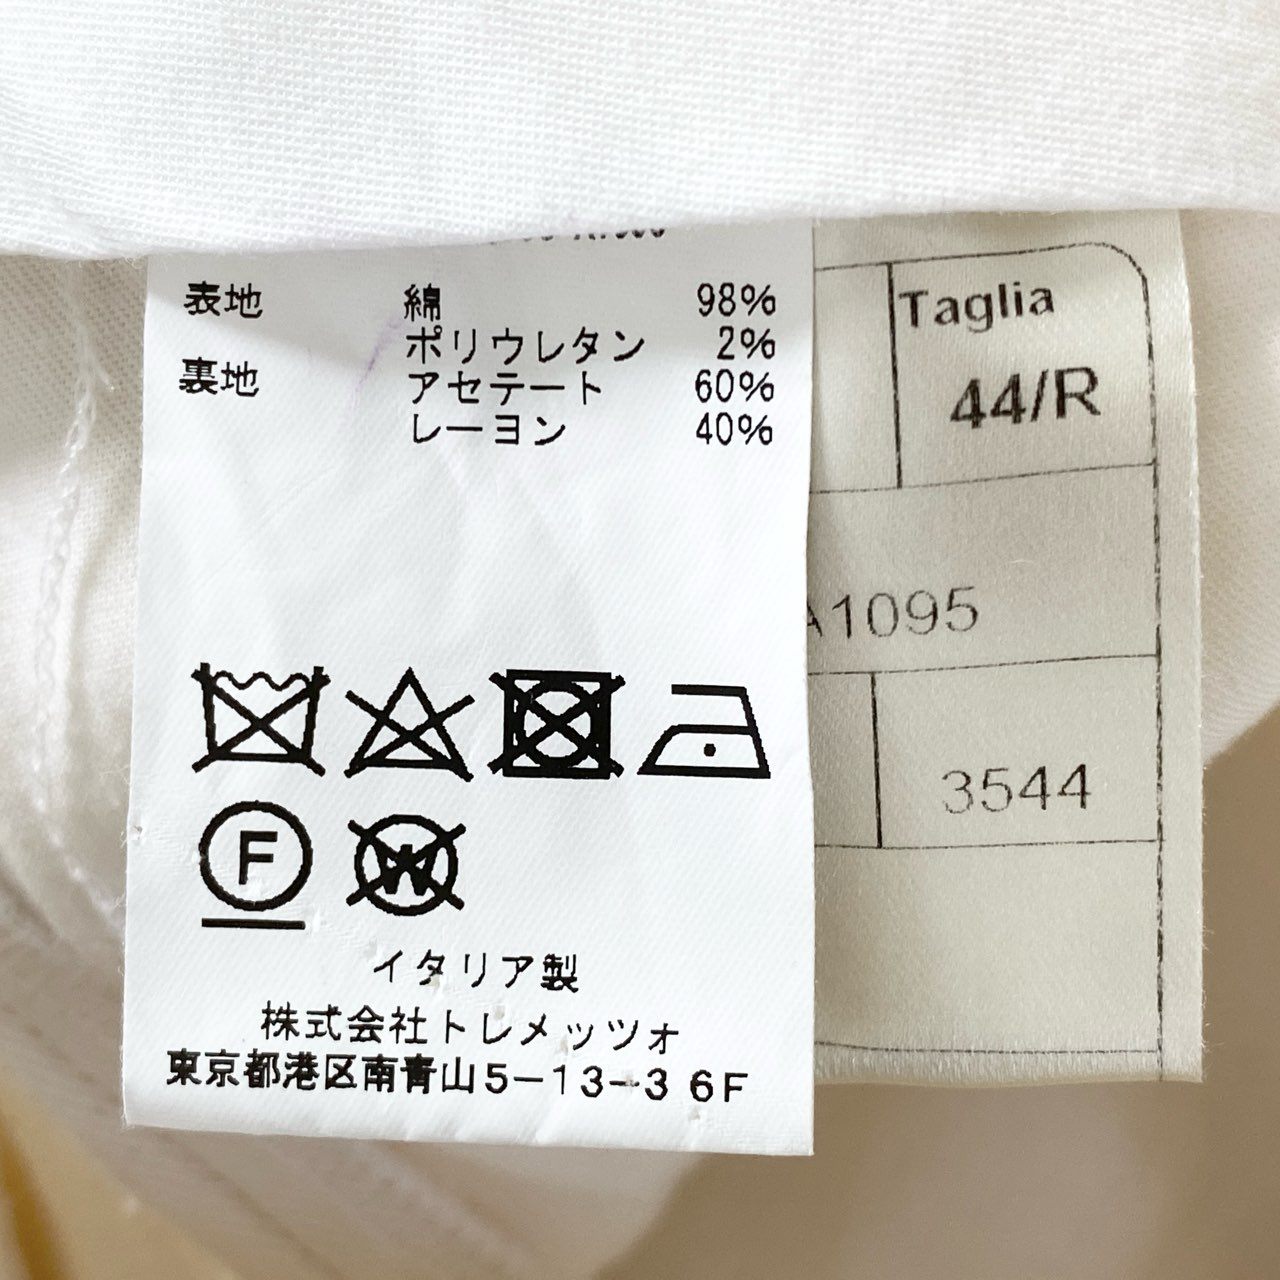 表地 綿 98%
ポリウレタン 2%
裏地 アセテート 60%
レーヨン 40%
F
W
イタリア製
株式会社トレメッツォ
東京都港区南青山5-13-3 6F
Taglia
44/R
A1095
3544